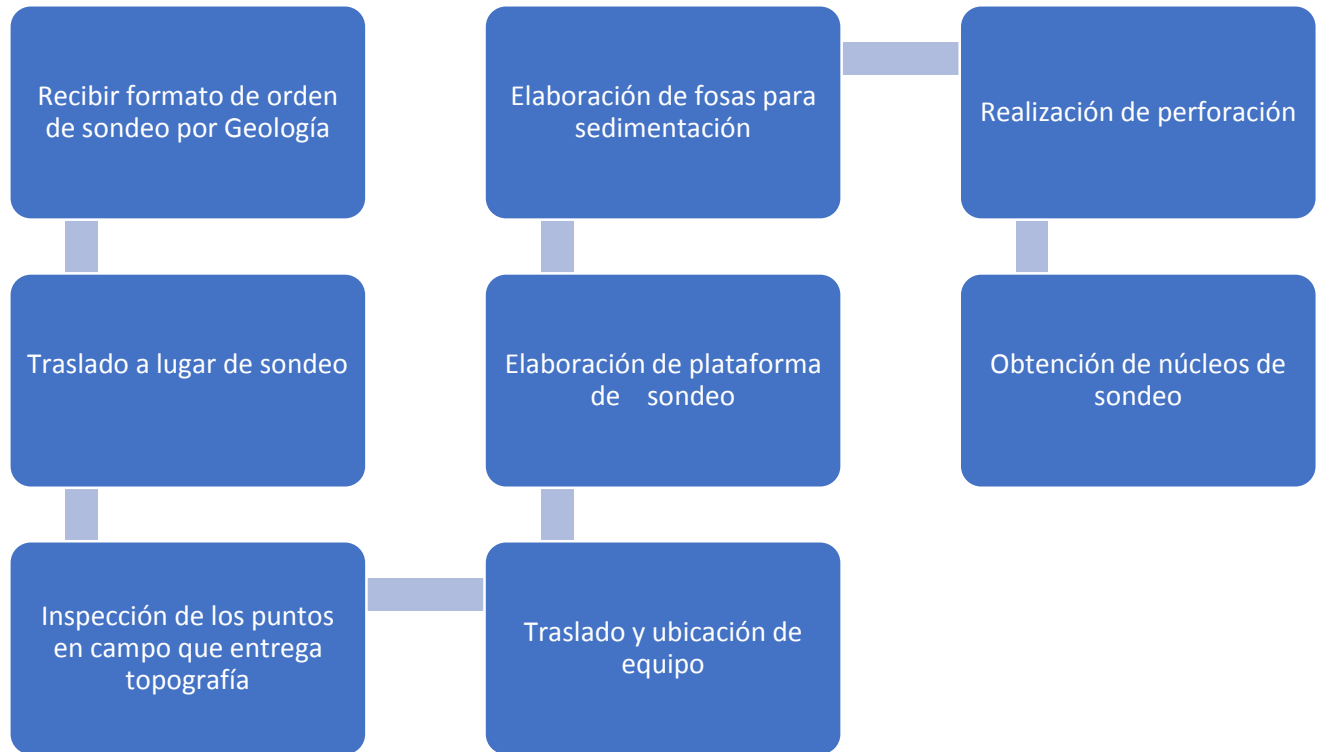 Recibir formato de orden
de sondeo por Geología
Traslado a lugar de sondeo
Inspección de los puntos
en campo que entrega
topografía
Traslado y ubicación de
equipo
Elaboración de plataforma
de sondeo
Elaboración de fosas para
sedimentación
Realización de perforación
Obtención de núcleos de
sondeo